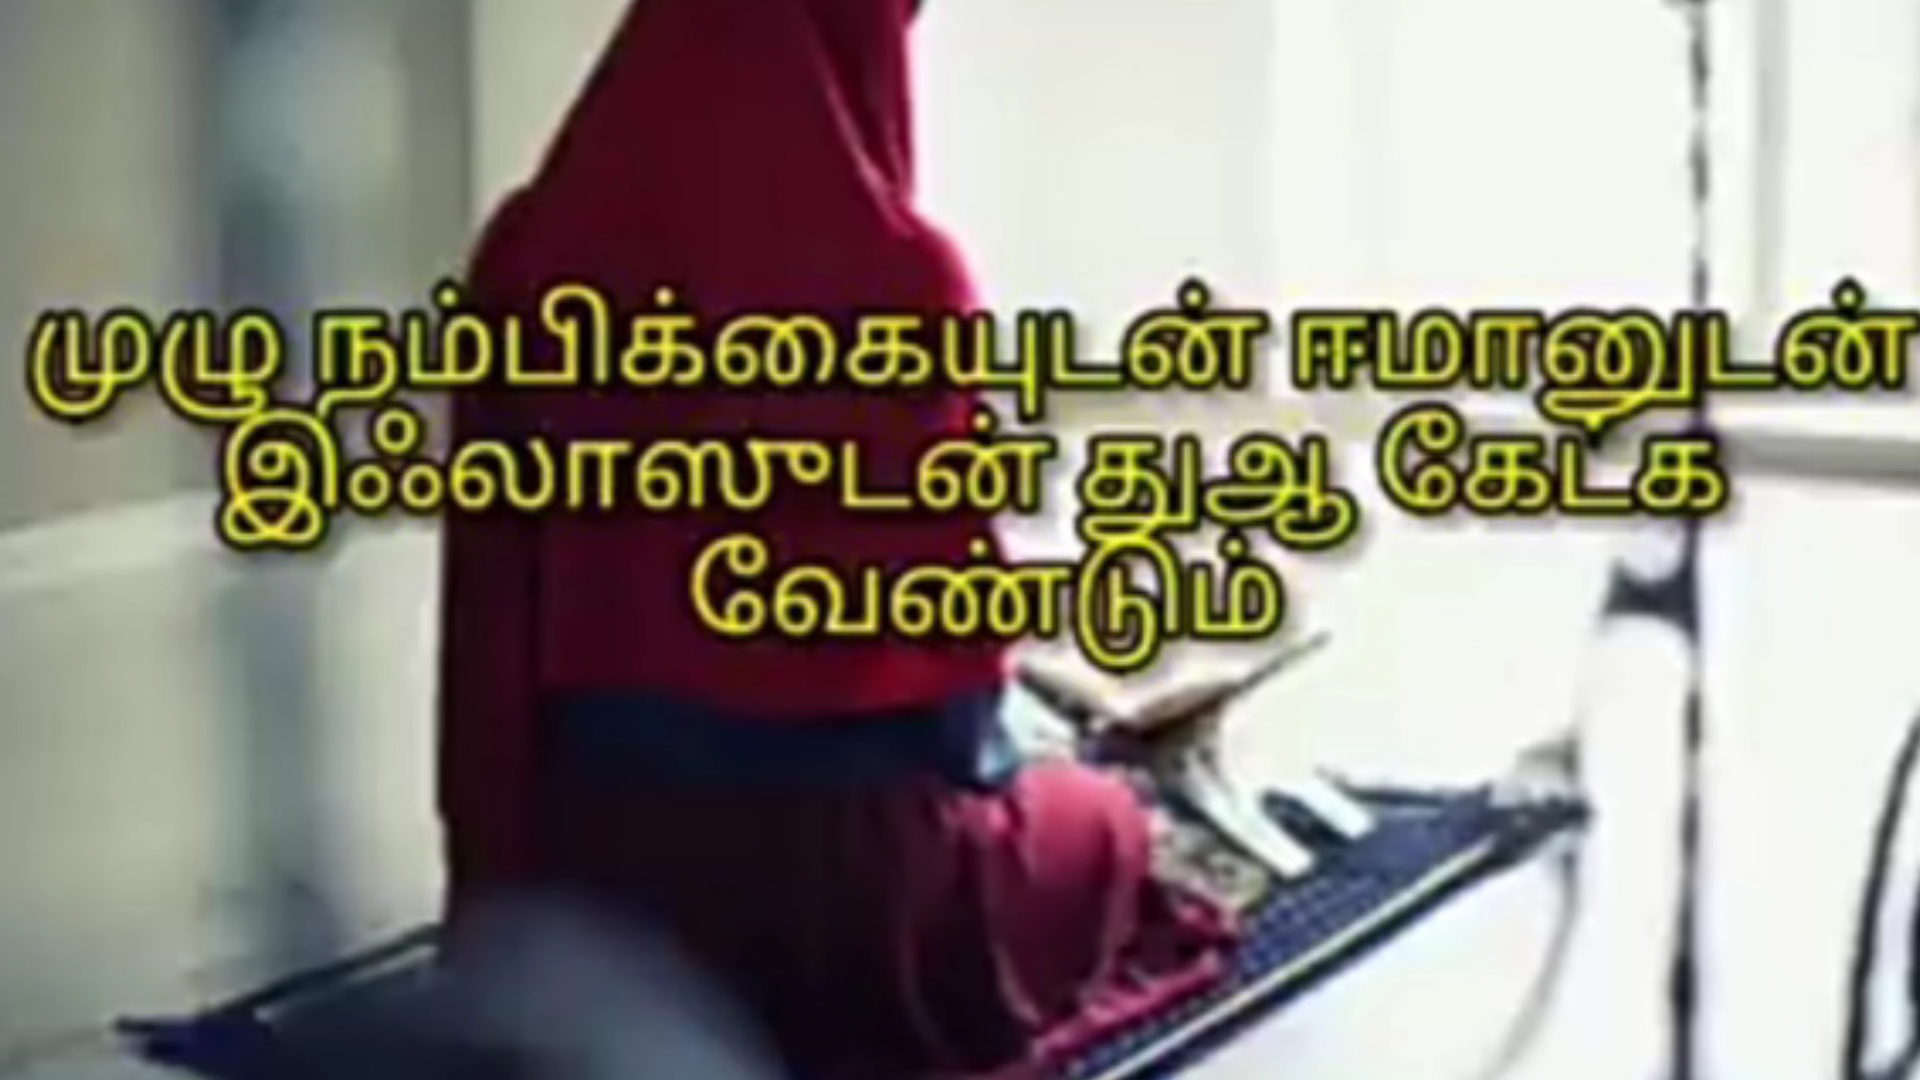 முழு நம்பிக்கையுடன் ஈமானுடன்
இஃலாஸுடன் துஆ கேட்க
வேண்டும்